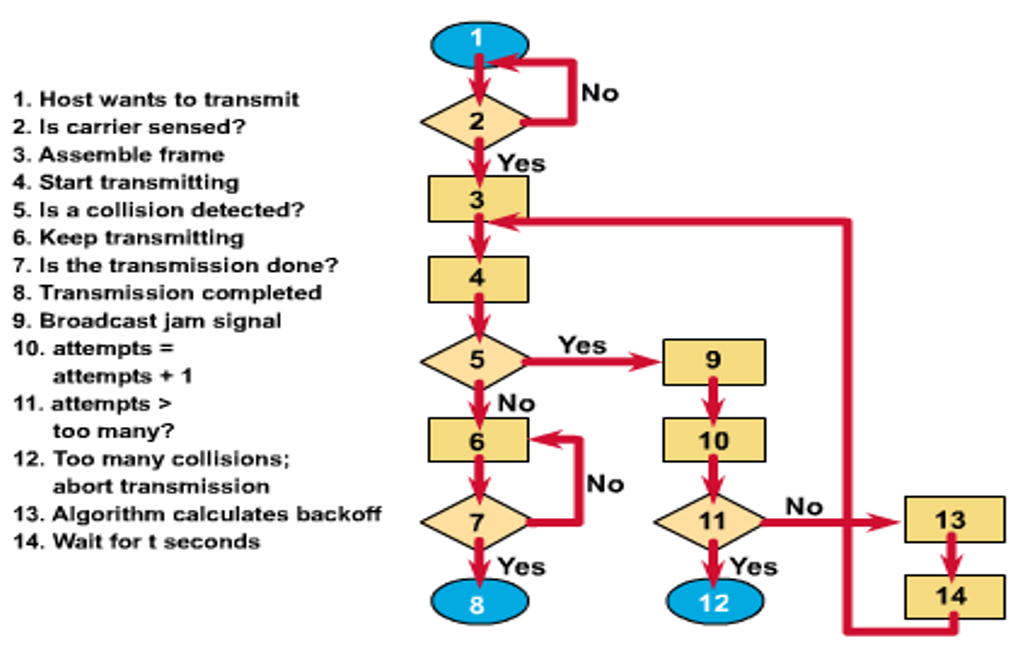 1. Host wants to transmit
2. Is carrier sensed?
3. Assemble frame
4. Start transmitting
5. Is a collision detected?
6. Keep transmitting
7. Is the transmission done?
8. Transmission completed
9. Broadcast jam signal
10. attempts =
attempts + 1
11. attempts >
too many?
12. Too many collisions;
abort transmission
13. Algorithm calculates backoff
14. Wait for t seconds
1
No
2
Yes
3
4
5
Yes
9
No
6
10
No
7
11
No
13
Yes
Yes
8
12
14